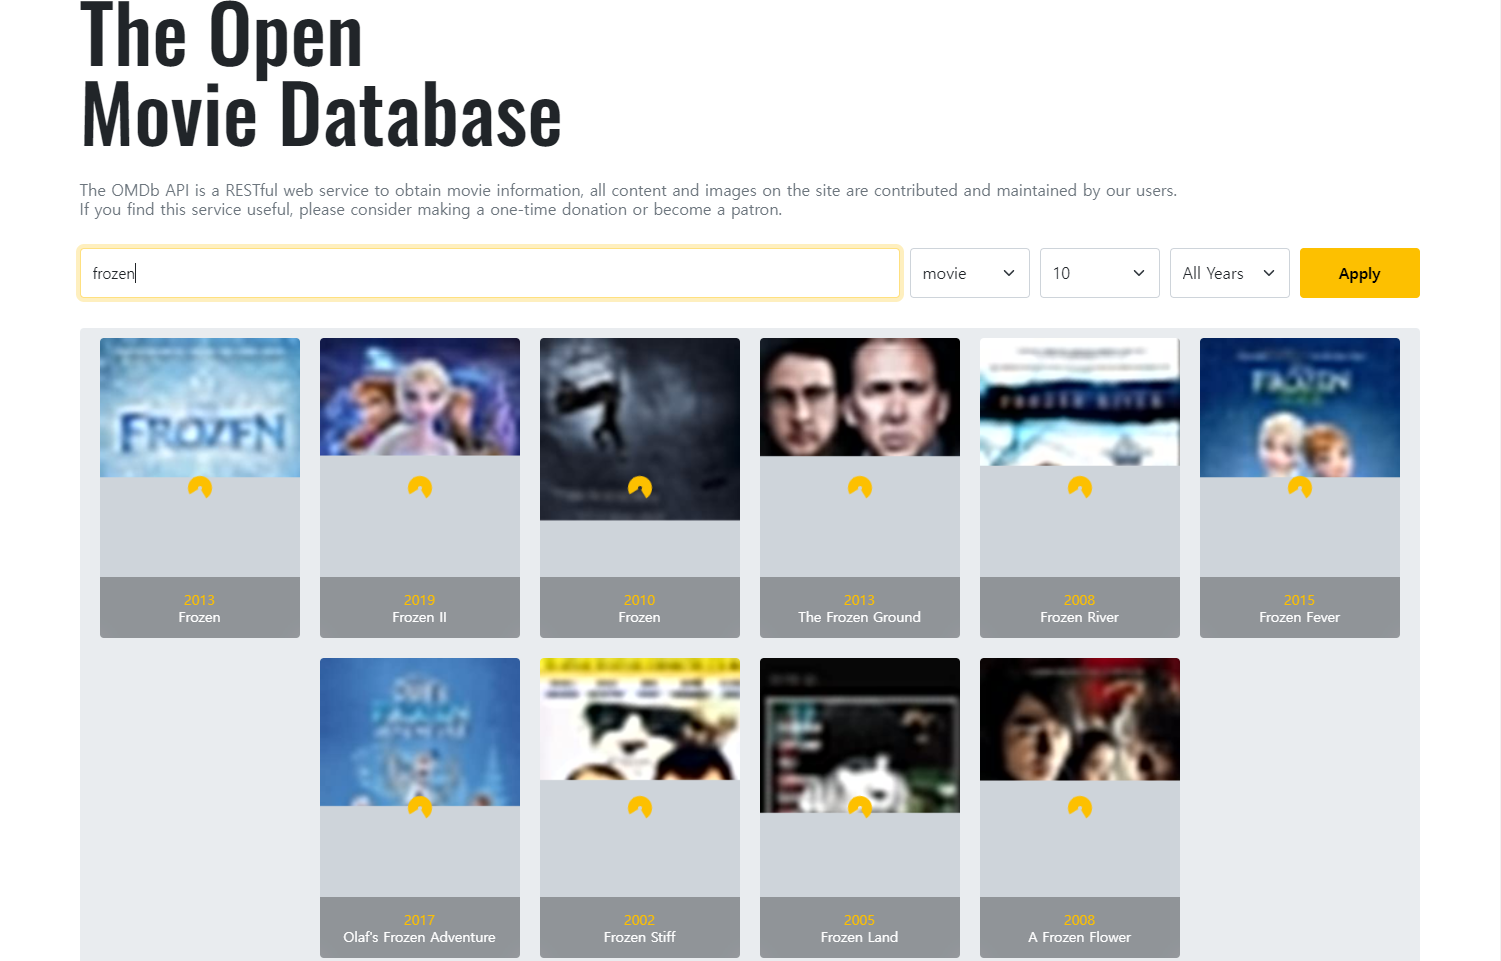 The Open
Movie Database
The OMDb API is a RESTful web service to obtain movie information, all content and images on the site are contributed and maintained by our users.
If you find this service useful, please consider making a one-time donation or become a patron.
frozen movie 10 All Years Apply
FROZEN
FROZEN RIVER
FROZEN
2013
Frozen
2019
Frozen II
2010
Frozen
2013
The Frozen Ground
2008
Frozen River
2015
Frozen Fever
2017
Olaf's Frozen Adventure
2002
Frozen Stiff
2005
Frozen Land
2008
A Frozen Flower